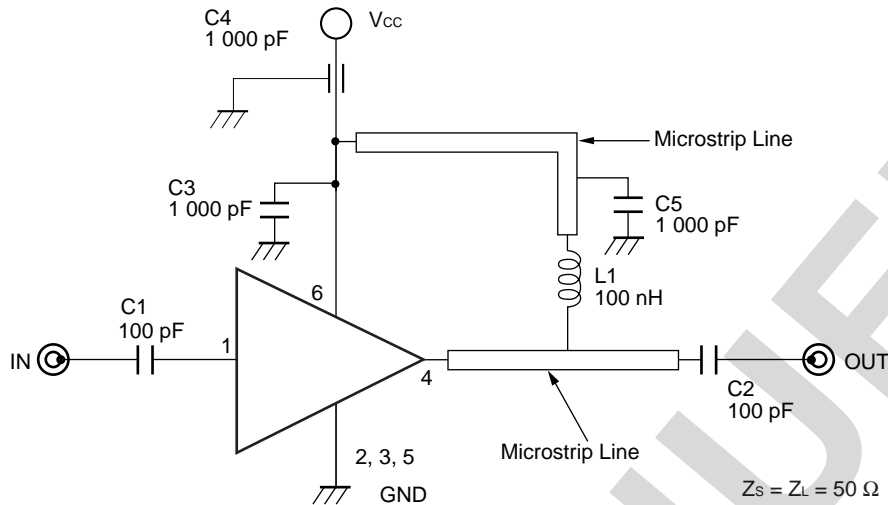 C4
1 000 pF
VCC
Microstrip Line
C3
1 000 pF
C5
1 000 pF
L1
100 nH
6
C1
100 pF
IN
1
4
OUT
C2
100 pF
Microstrip Line
2, 3, 5
GND
ZS = ZL = 50 Ω